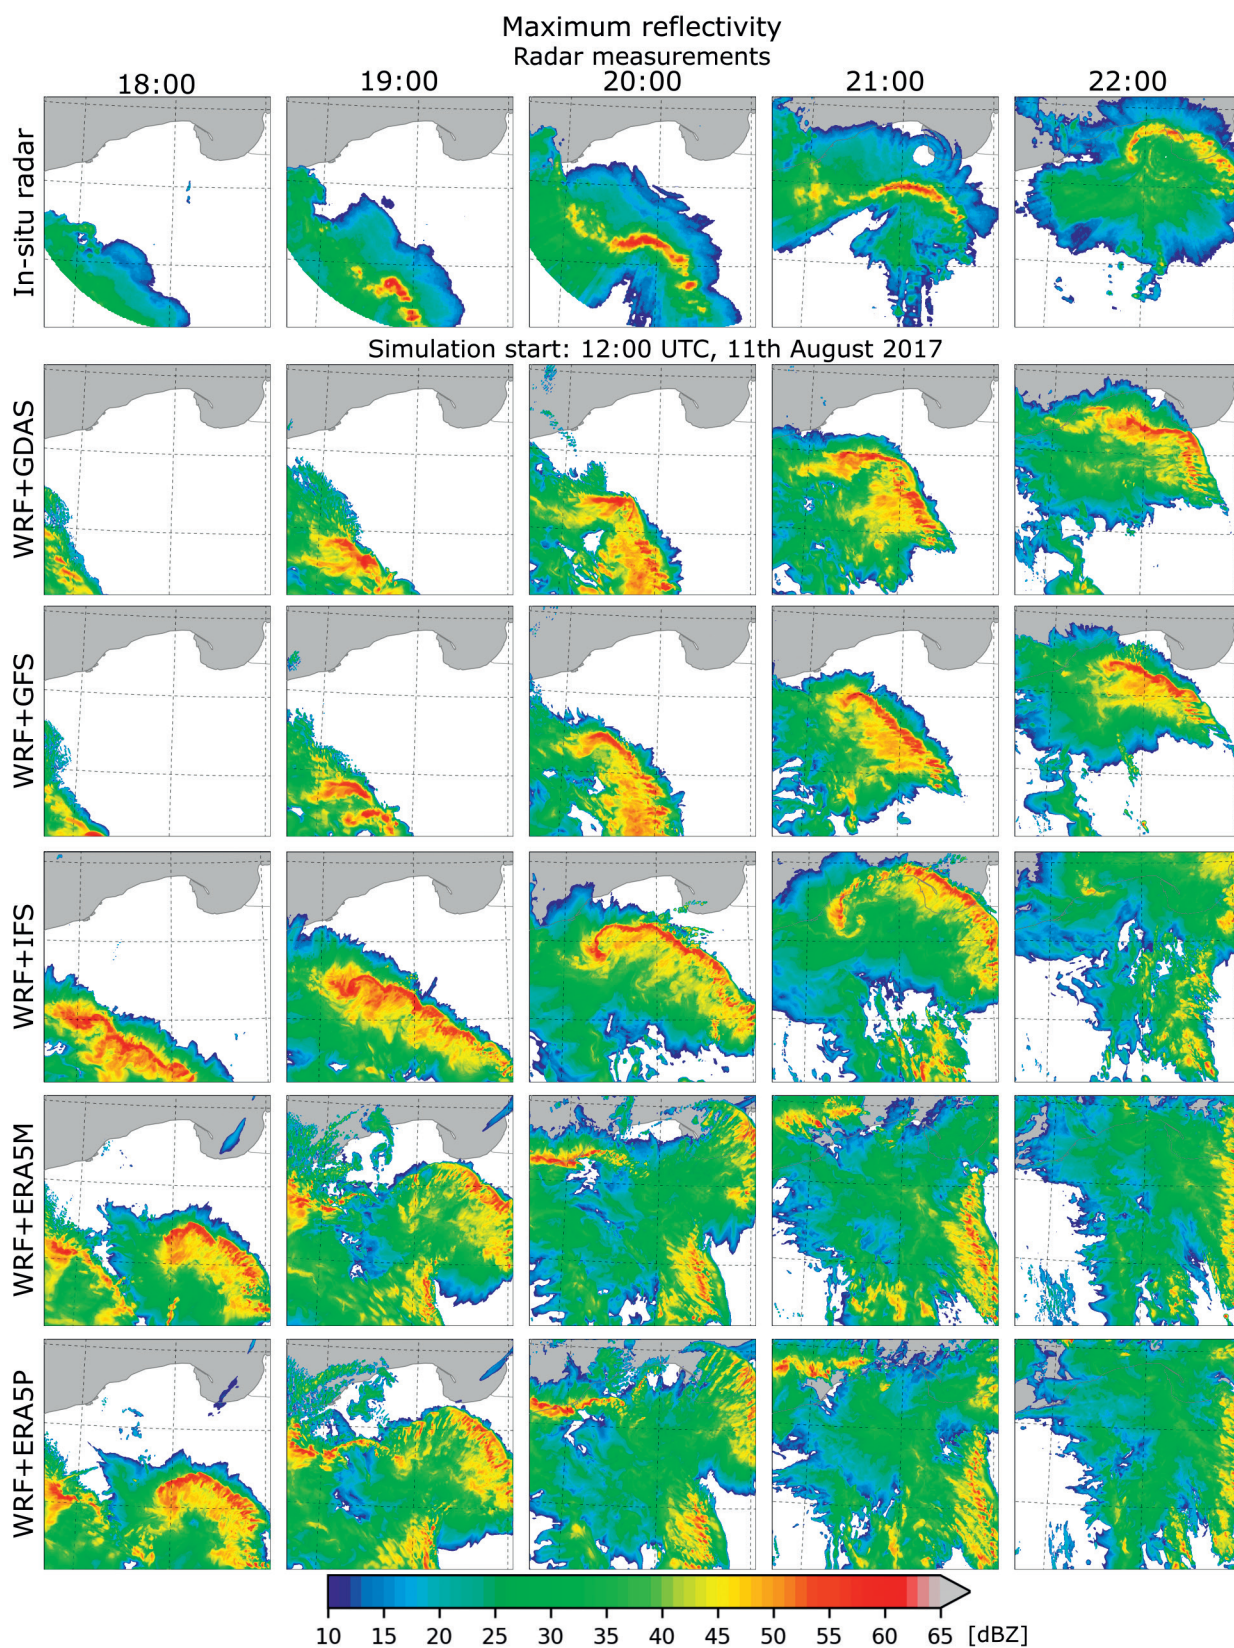 Maximum reflectivity
Radar measurements
18:00 19:00 20:00 21:00 22:00
In-situ radar
Simulation start: 12:00 UTC, 11th August 2017
WRF+GDAS
WRF+GFS
WRF+IFS
WRF+ERA5M
WRF+ERA5P
10 15 20 25 30 35 40 45 50 55 60 65 [dBZ]